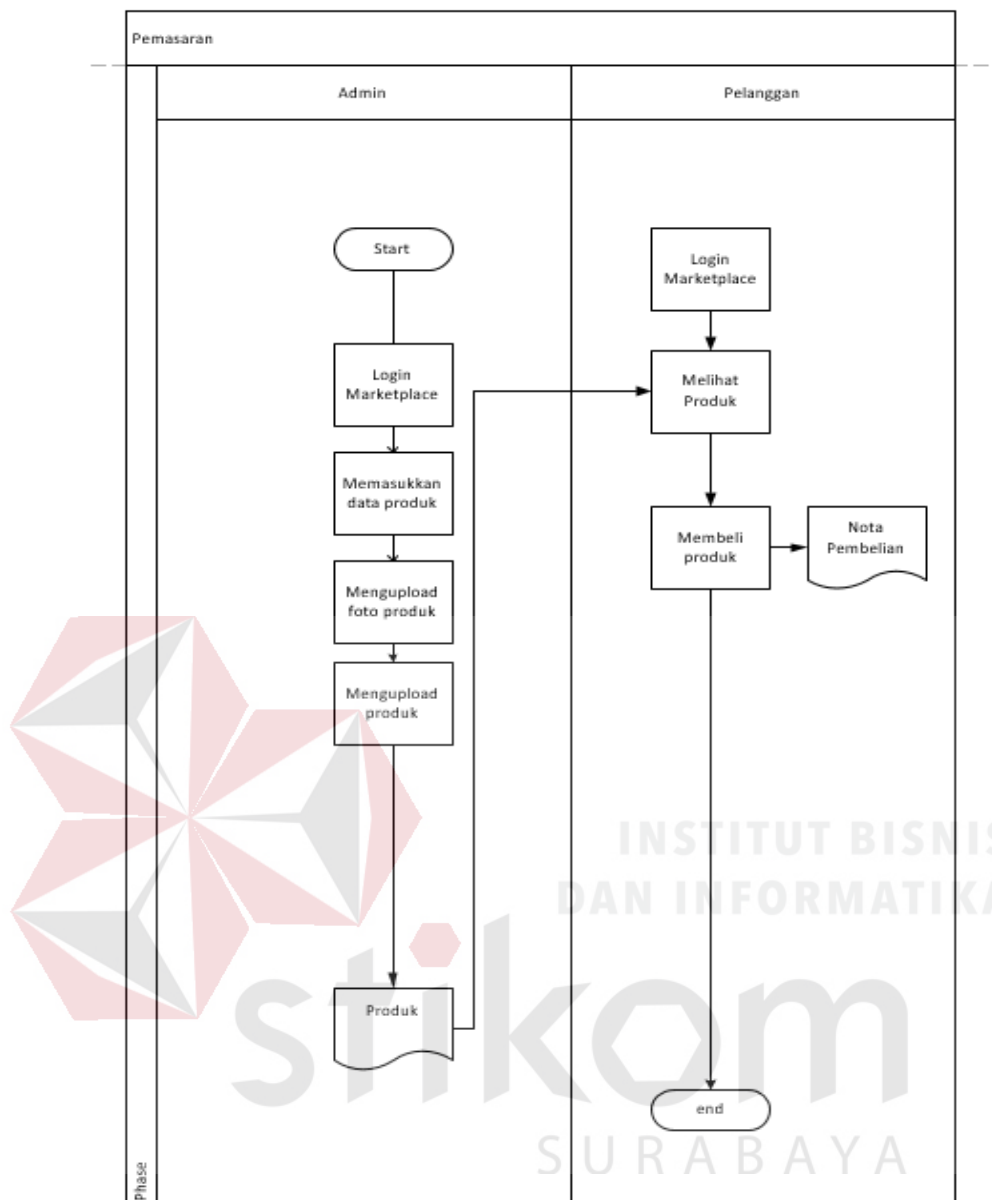 Pemasaran
Admin
Pelanggan
Start
Login
Marketplace
Memasukkan
data produk
Mengupload
foto produk
Mengupload
produk
Produk
Login
Marketplace
Melihat
Produk
Membeli
produk
Nota
Pembelian
end
Phase
INSTITUT BISNIS
DAN INFORMATIKA
stikom
SURABAYA